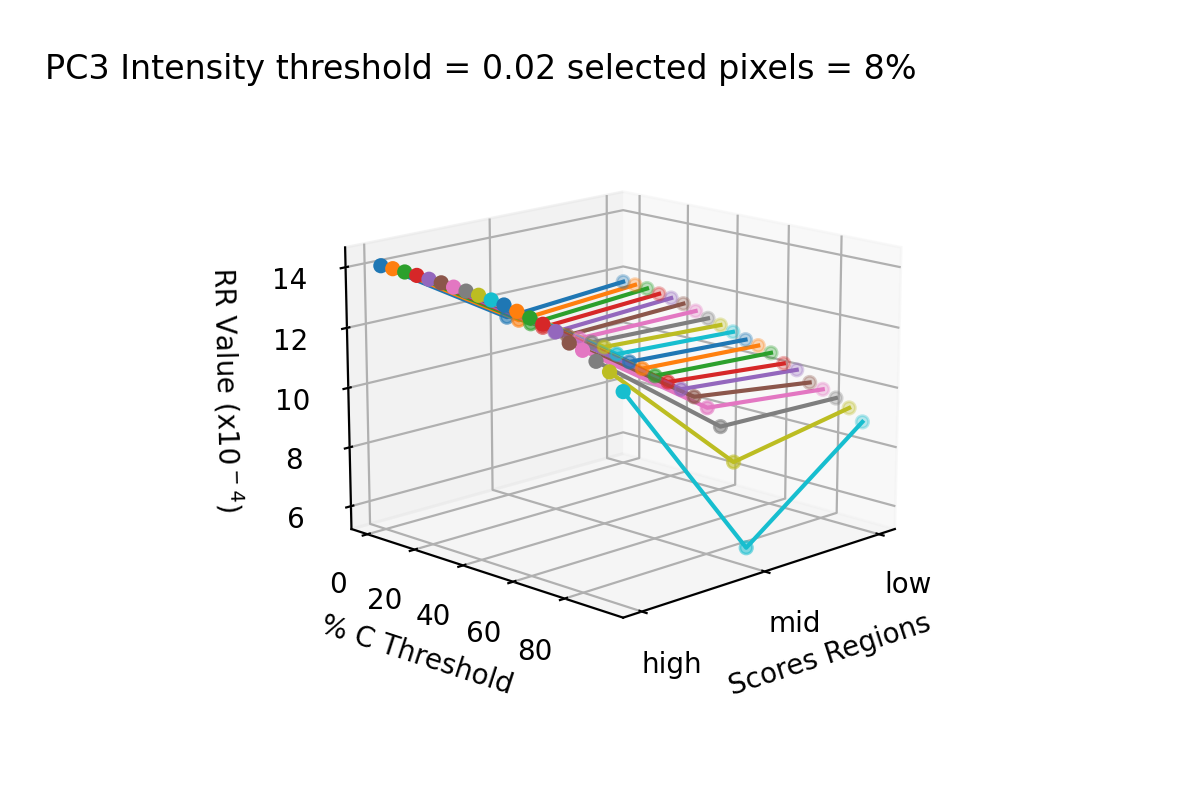 PC3 Intensity threshold = 0.02 selected pixels = 8%
14
12
10
8
6
RR Value (x10⁻⁴)
0
20
40
60
80
% C Threshold
high
mid
low
Scores Regions